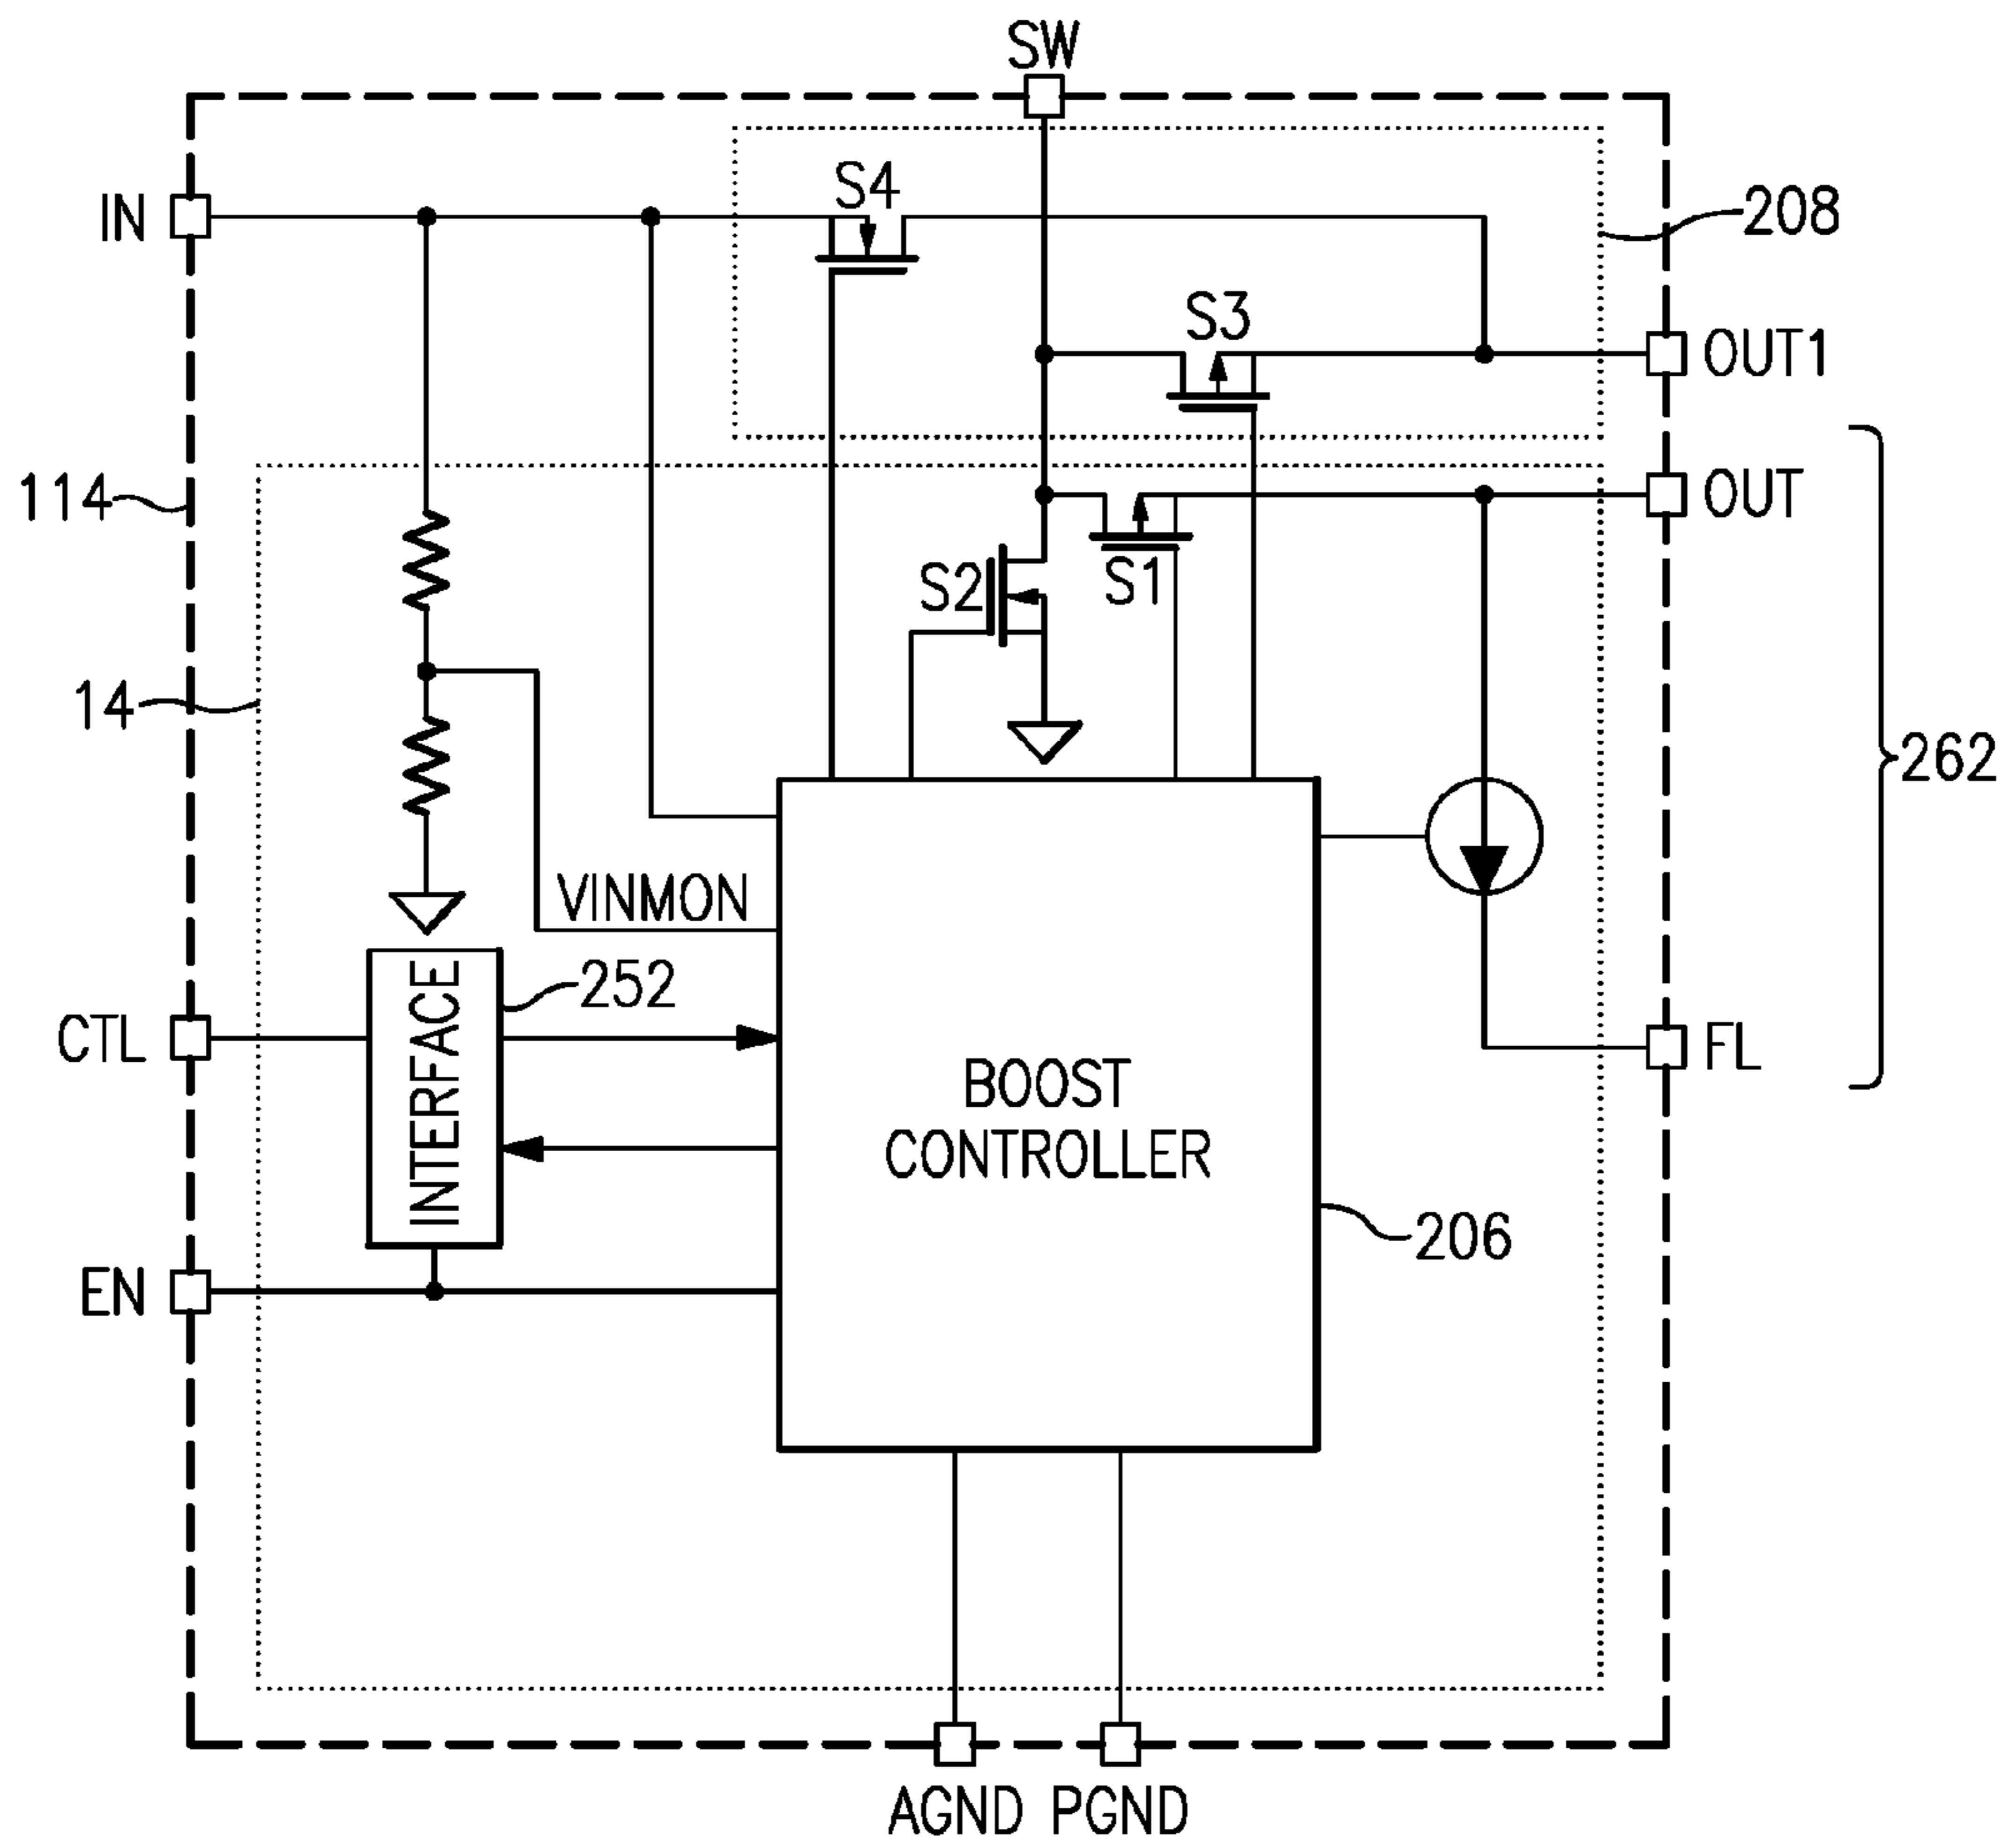 SW
IN
S4
208
S3
OUT1
114
OUT
S2
S1
14
262
VINMON
252
CTL
INTERFACE
FL
BOOST
CONTROLLER
206
EN
AGND
PGND